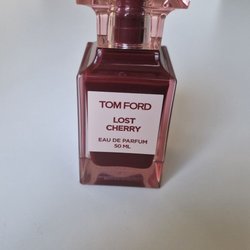 TOM FORD
LOST
CHERRY
EAU DE PARFUM
50 ML